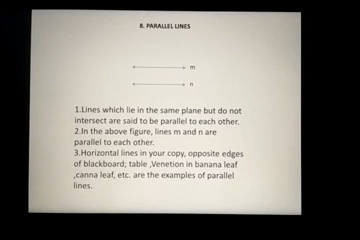 8. PARALLEL LINES
m
n
1.Lines which lie in the same plane but do not
intersect are said to be parallel to each other.
2.In the above figure, lines m and n are
parallel to each other.
3.Horizontal lines in your copy, opposite edges
of blackboard; table ,Venetion in banana leaf
,canna leaf, etc. are the examples of parallel
lines.